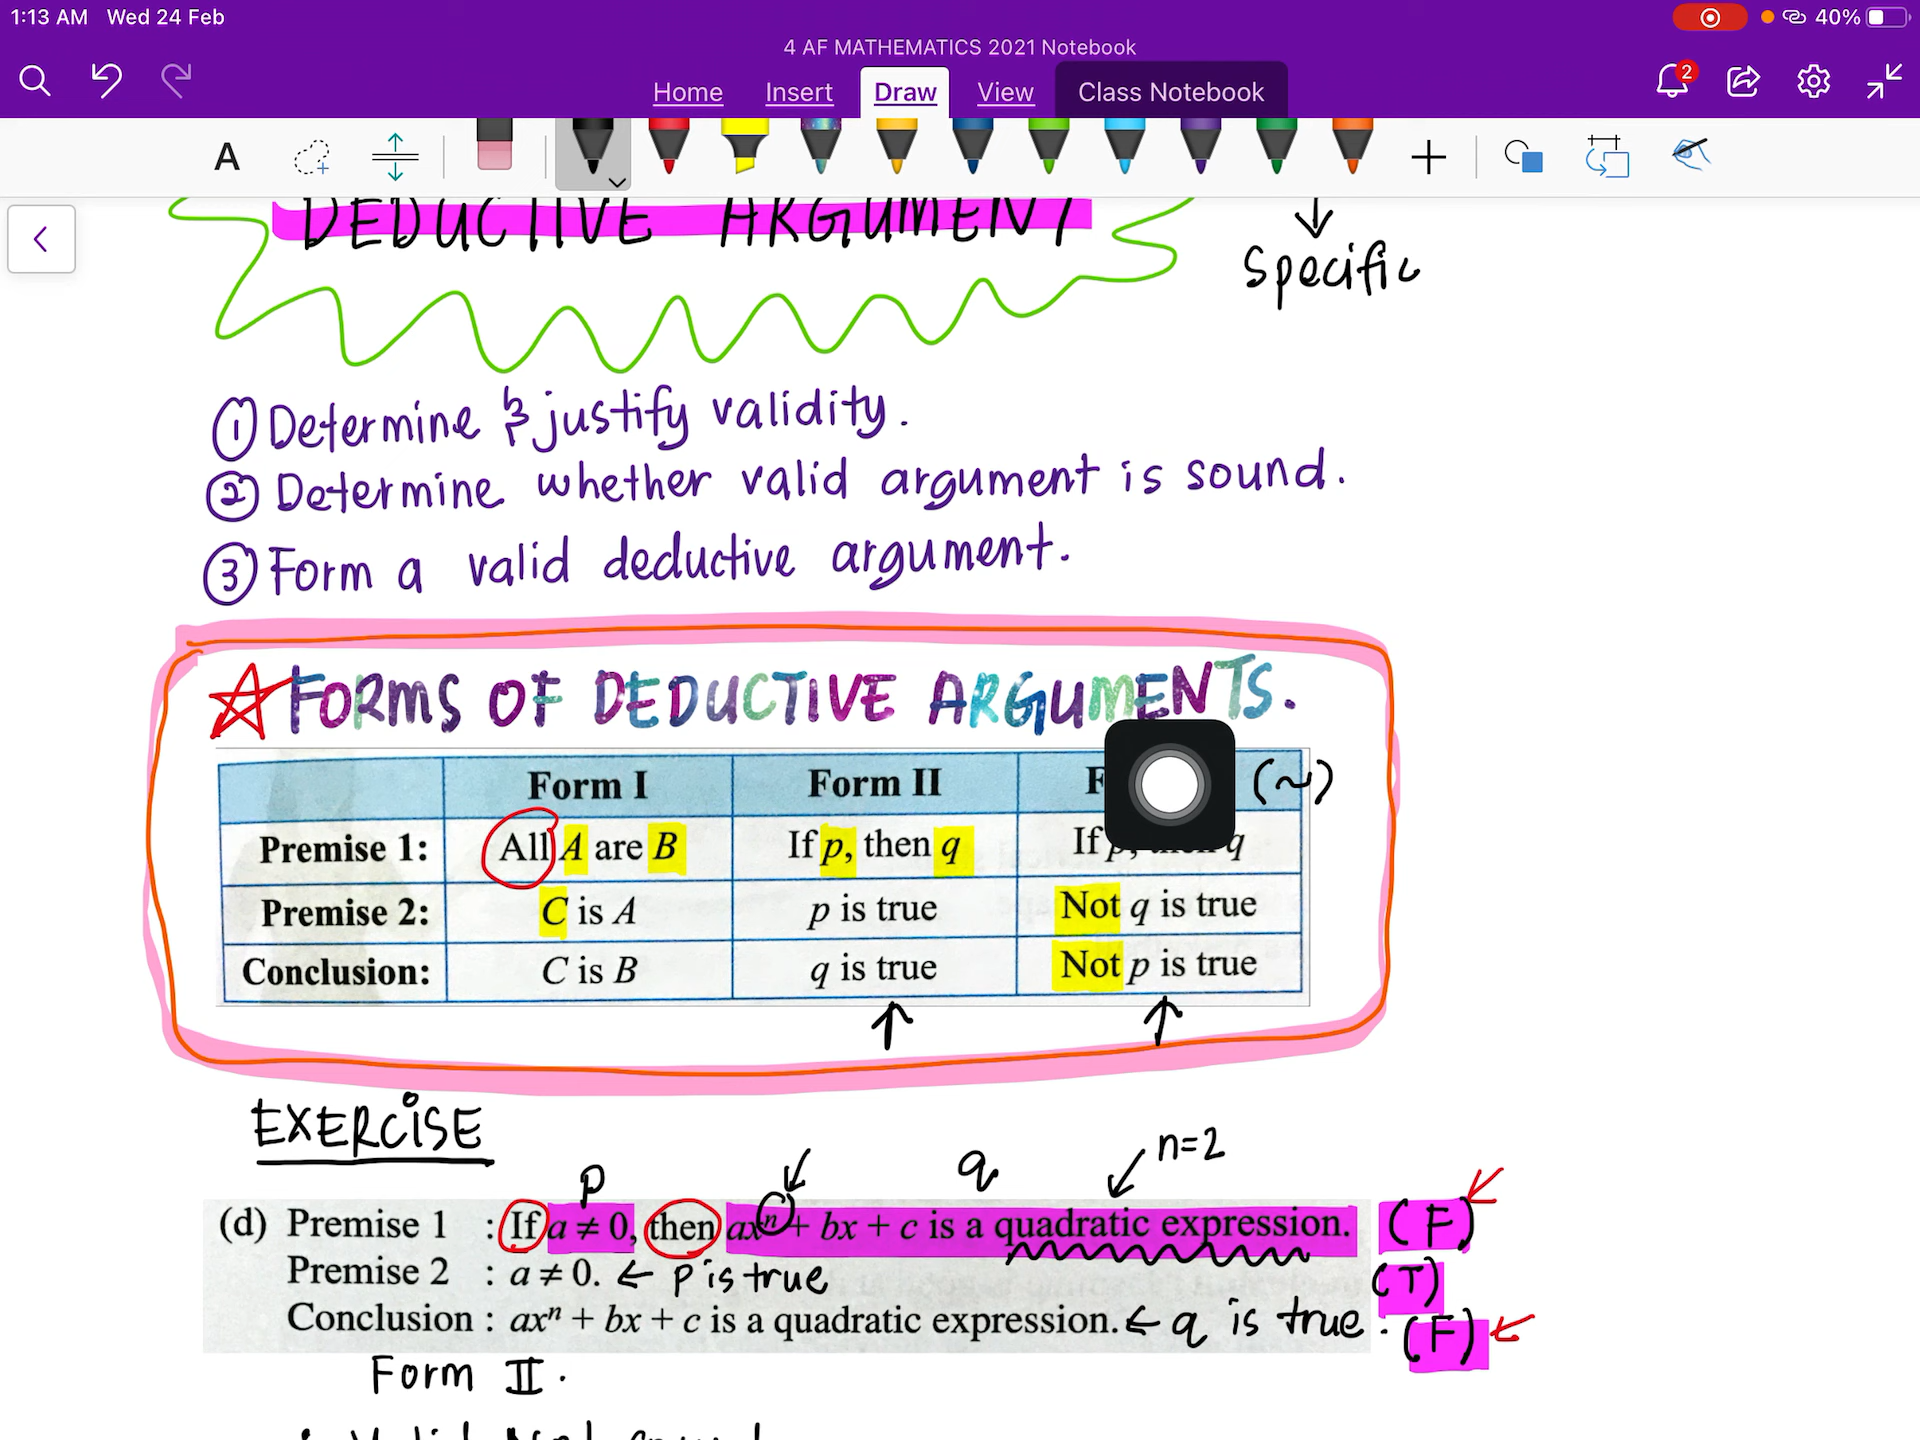 1:13 AM Wed 24 Feb
40%
4 AF MATHEMATICS 2021 Notebook
Home Insert Draw View Class Notebook
2
A
DEDUCTIVE ARGUMENT
Specific
① Determine & justify validity.
② Determine whether valid argument is sound.
③ Form a valid deductive argument.
FORMS OF DEDUCTIVE ARGUMENTS.
Form I Form II F (~)
Premise 1: All A are B If p, then q If p, q
Premise 2: C is A p is true Not q is true
Conclusion: C is B q is true Not p is true
EXERCISE
p q n=2
(d) Premise 1 : If a ≠ 0, then axⁿ + bx + c is a quadratic expression. (F)
Premise 2 : a ≠ 0. ← p is true (T)
Conclusion : axⁿ + bx + c is a quadratic expression. ← q is true. (F)
Form II.